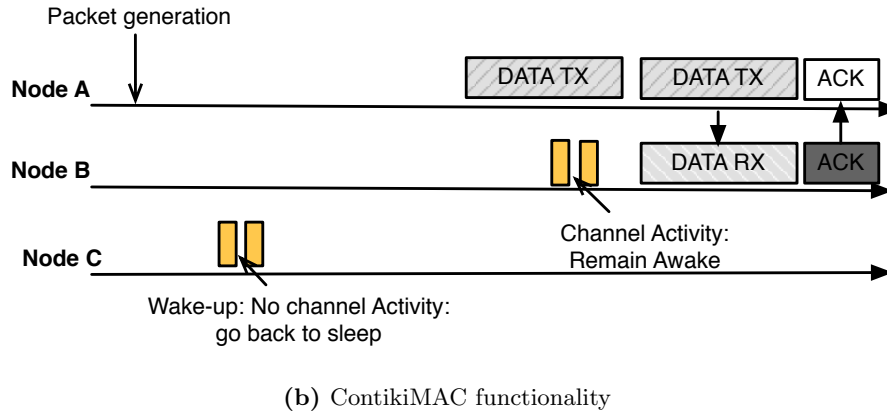 Packet generation
Node A
DATA TX
DATA TX
ACK
Node B
DATA RX
ACK
Channel Activity:
Remain Awake
Node C
Wake-up: No channel Activity:
go back to sleep
(b) ContikiMAC functionality